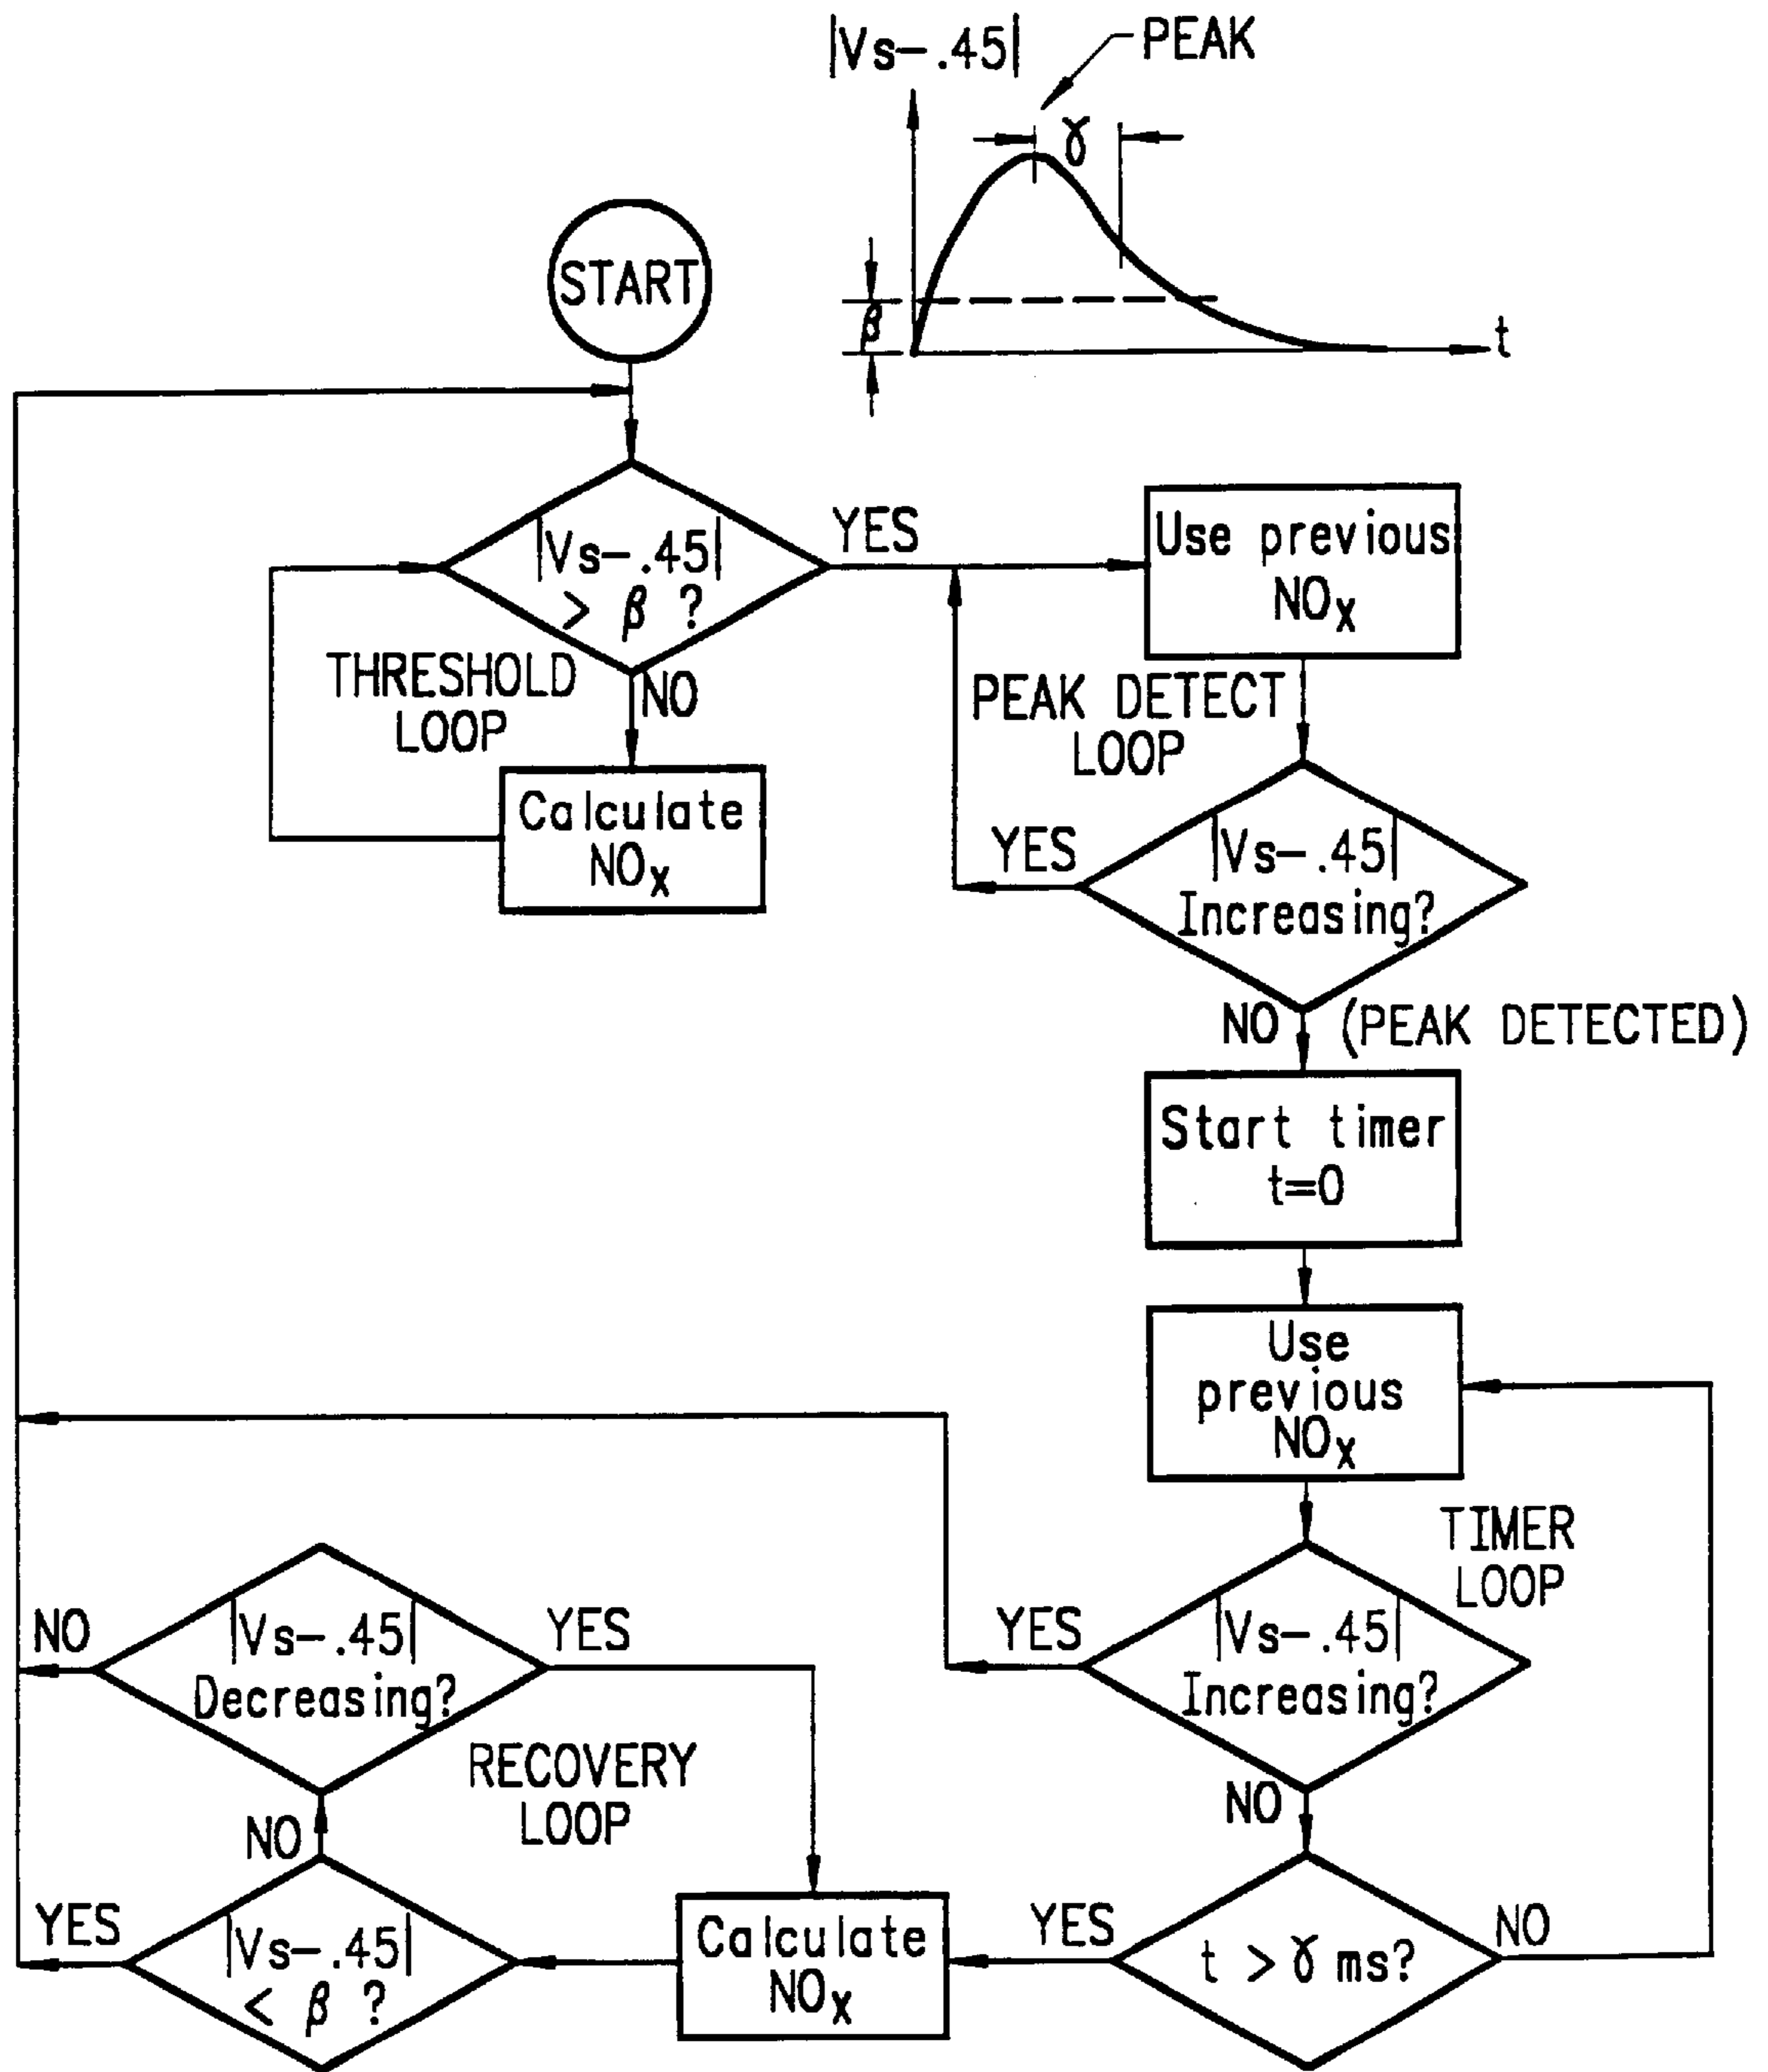 |Vs-.45|
PEAK
γ
β
t
START
|Vs-.45|
> β ?
YES
NO
THRESHOLD
LOOP
Calculate
NOx
Use previous
NOx
PEAK DETECT
LOOP
|Vs-.45|
Increasing?
YES
NO (PEAK DETECTED)
Start timer
t=0
Use
previous
NOx
TIMER
LOOP
|Vs-.45|
Increasing?
YES
NO
t > γ ms?
NO
YES
Calculate
NOx
RECOVERY
LOOP
|Vs-.45|
< β ?
YES
NO
|Vs-.45|
Decreasing?
NO
YES